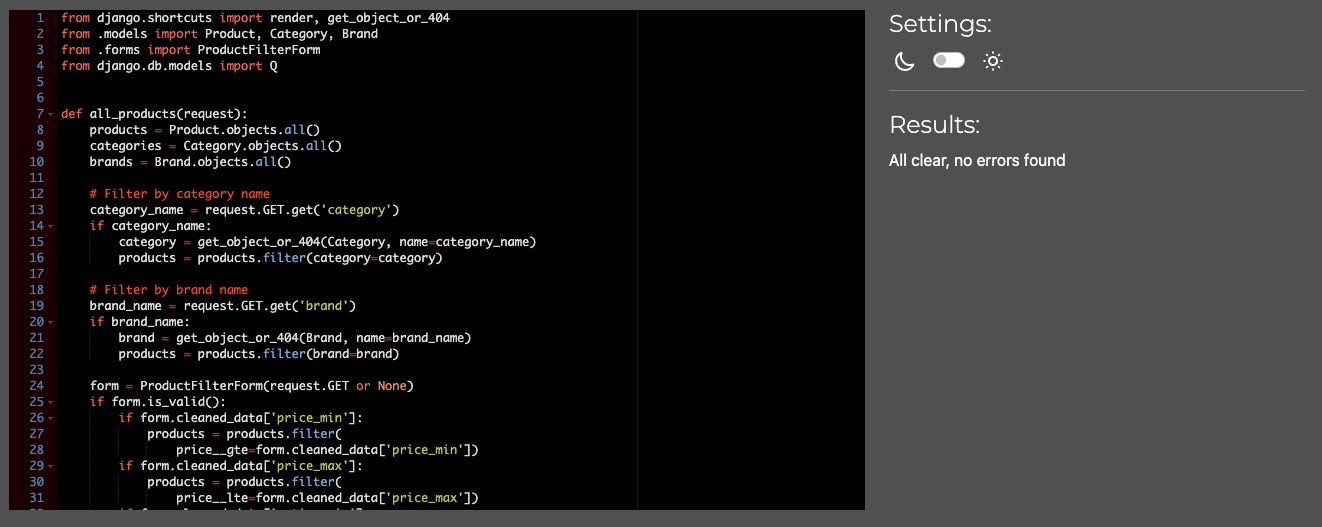 1 from django.shortcuts import render, get_object_or_404
2 from .models import Product, Category, Brand
3 from .forms import ProductFilterForm
4 from django.db.models import Q
5
6
7 def all_products(request):
8     products = Product.objects.all()
9     categories = Category.objects.all()
10     brands = Brand.objects.all()
11
12     # Filter by category name
13     category_name = request.GET.get('category')
14     if category_name:
15         category = get_object_or_404(Category, name=category_name)
16         products = products.filter(category=category)
17
18     # Filter by brand name
19     brand_name = request.GET.get('brand')
20     if brand_name:
21         brand = get_object_or_404(Brand, name=brand_name)
22         products = products.filter(brand=brand)
23
24     form = ProductFilterForm(request.GET or None)
25     if form.is_valid():
26         if form.cleaned_data['price_min']:
27             products = products.filter(
28                 price__gte=form.cleaned_data['price_min'])
29         if form.cleaned_data['price_max']:
30             products = products.filter(
31                 price__lte=form.cleaned_data['price_max'])
Settings:
Results:
All clear, no errors found